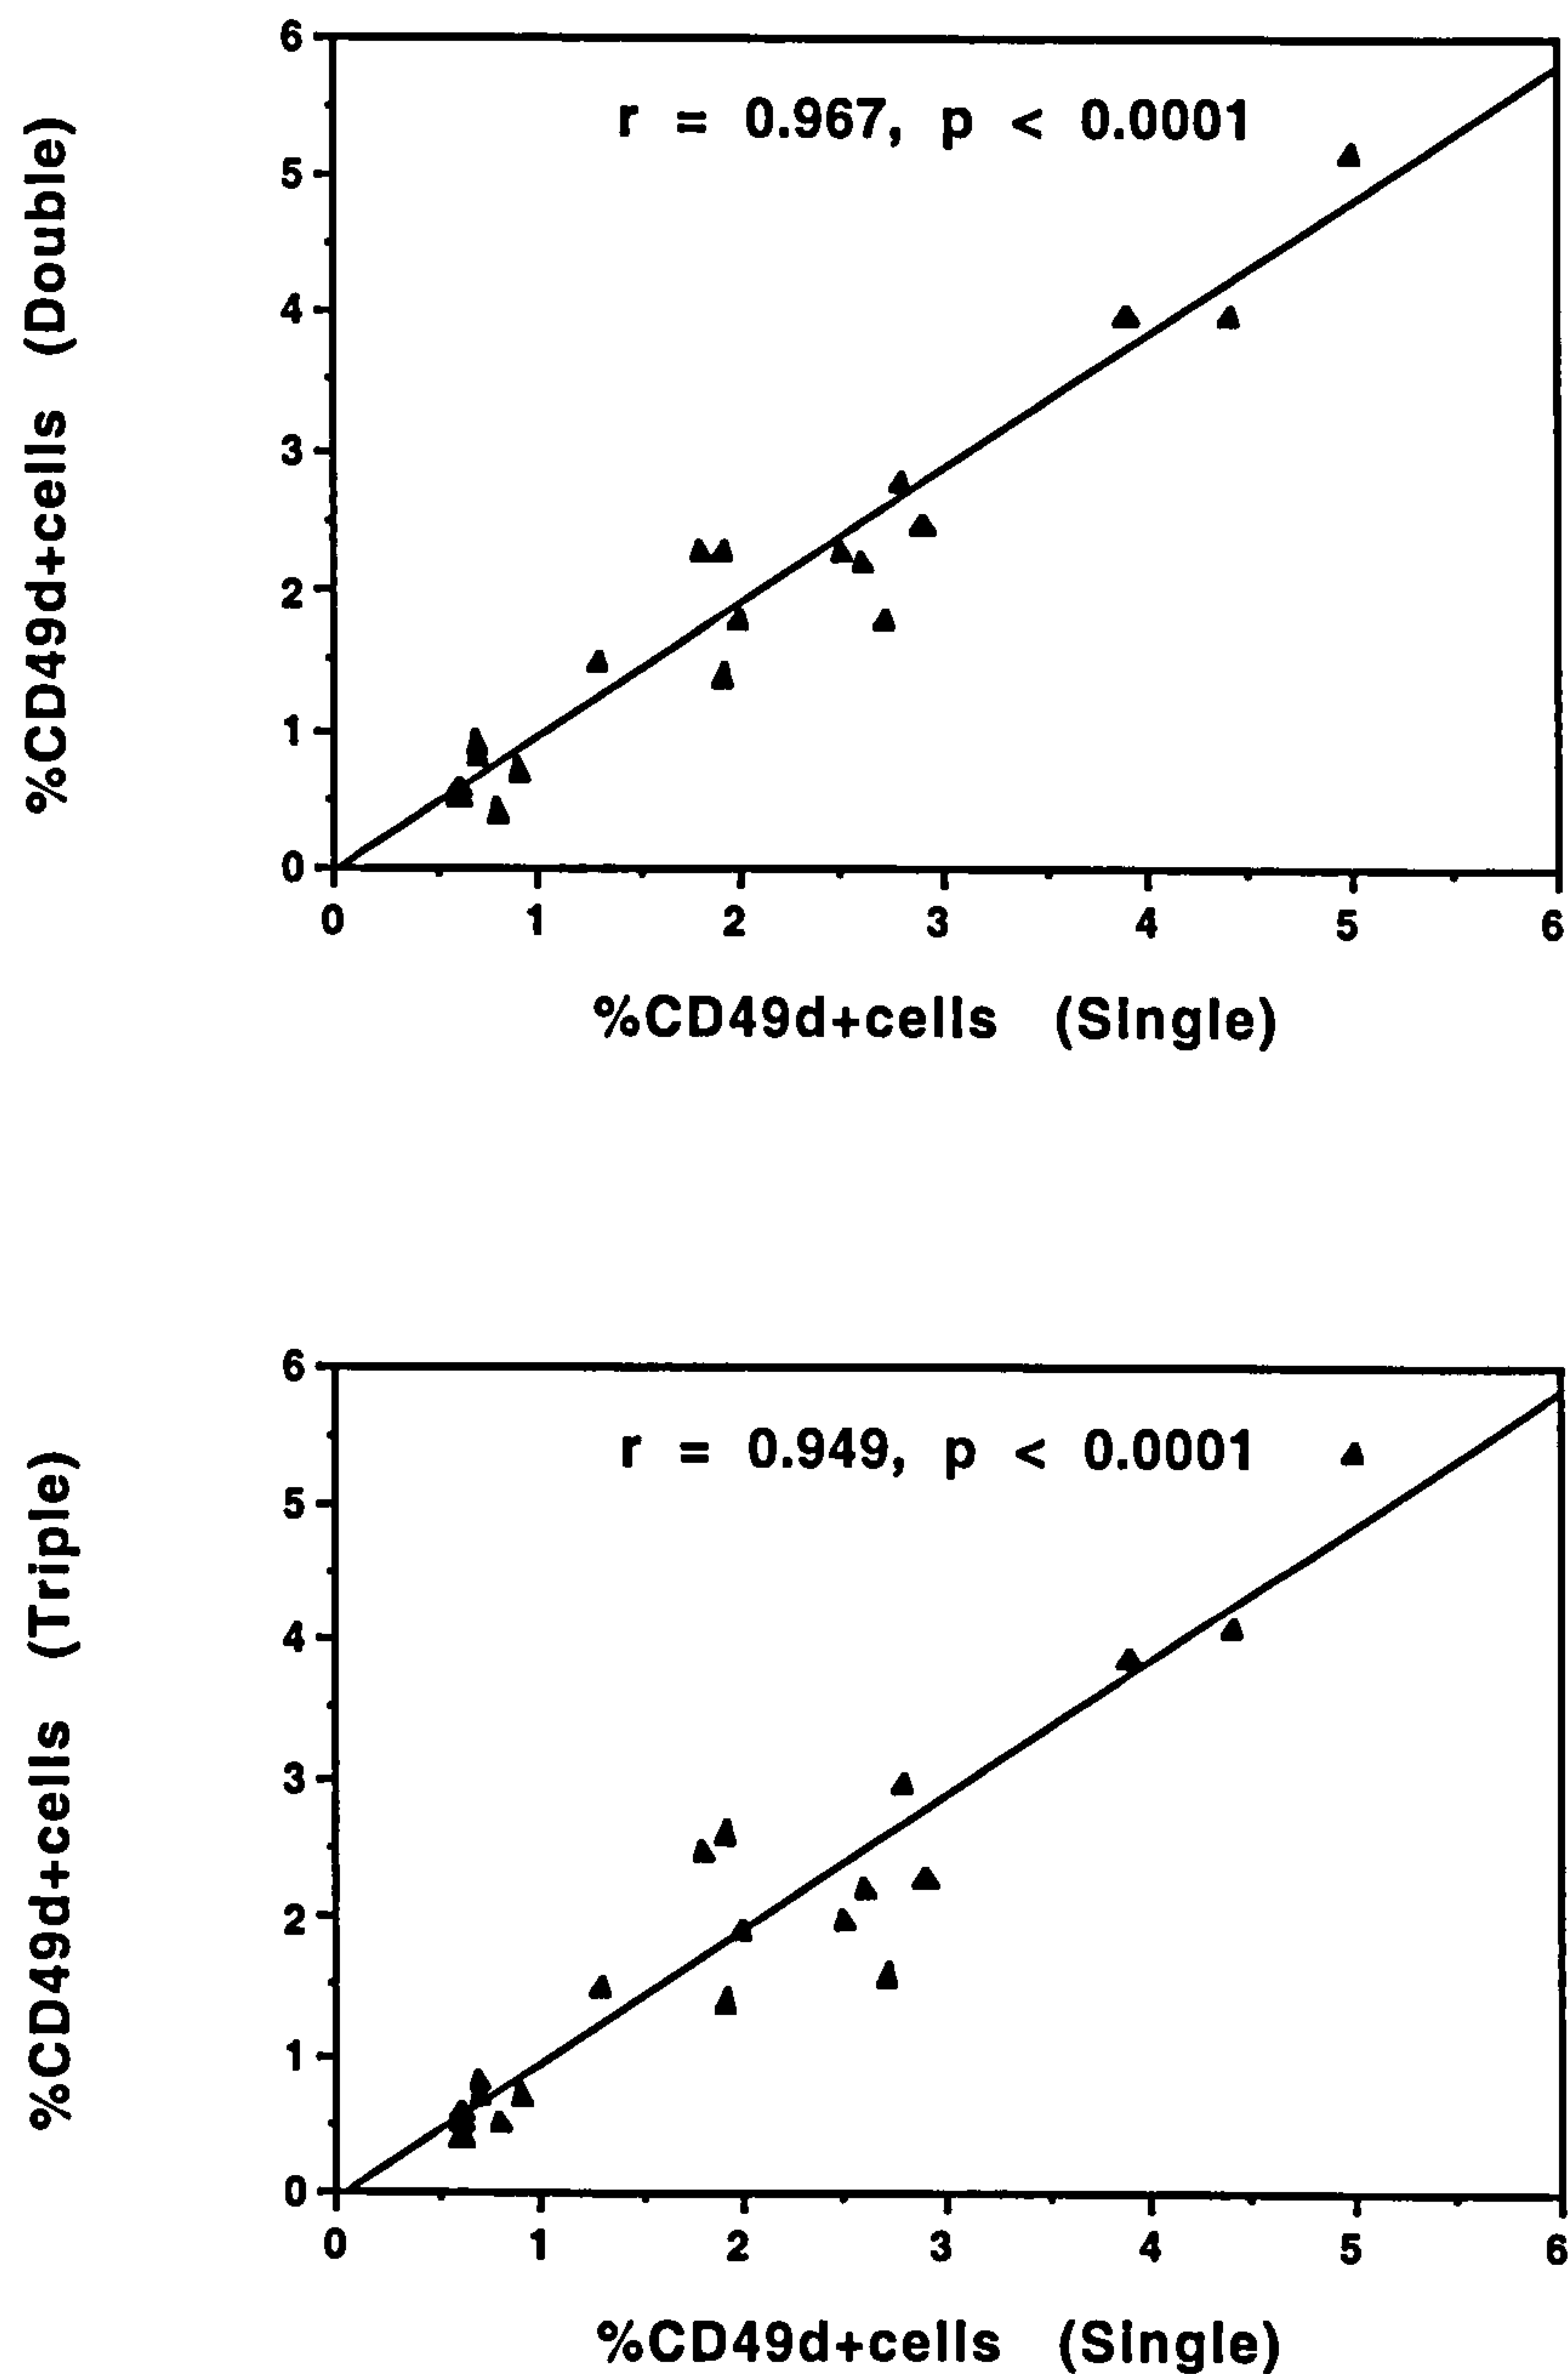 %CD49d+cells (Double)
6
5
4
3
2
1
0
r = 0.967, p < 0.0001
0 1 2 3 4 5 6
%CD49d+cells (Single)
%CD49d+cells (Triple)
6
5
4
3
2
1
0
r = 0.949, p < 0.0001
0 1 2 3 4 5 6
%CD49d+cells (Single)